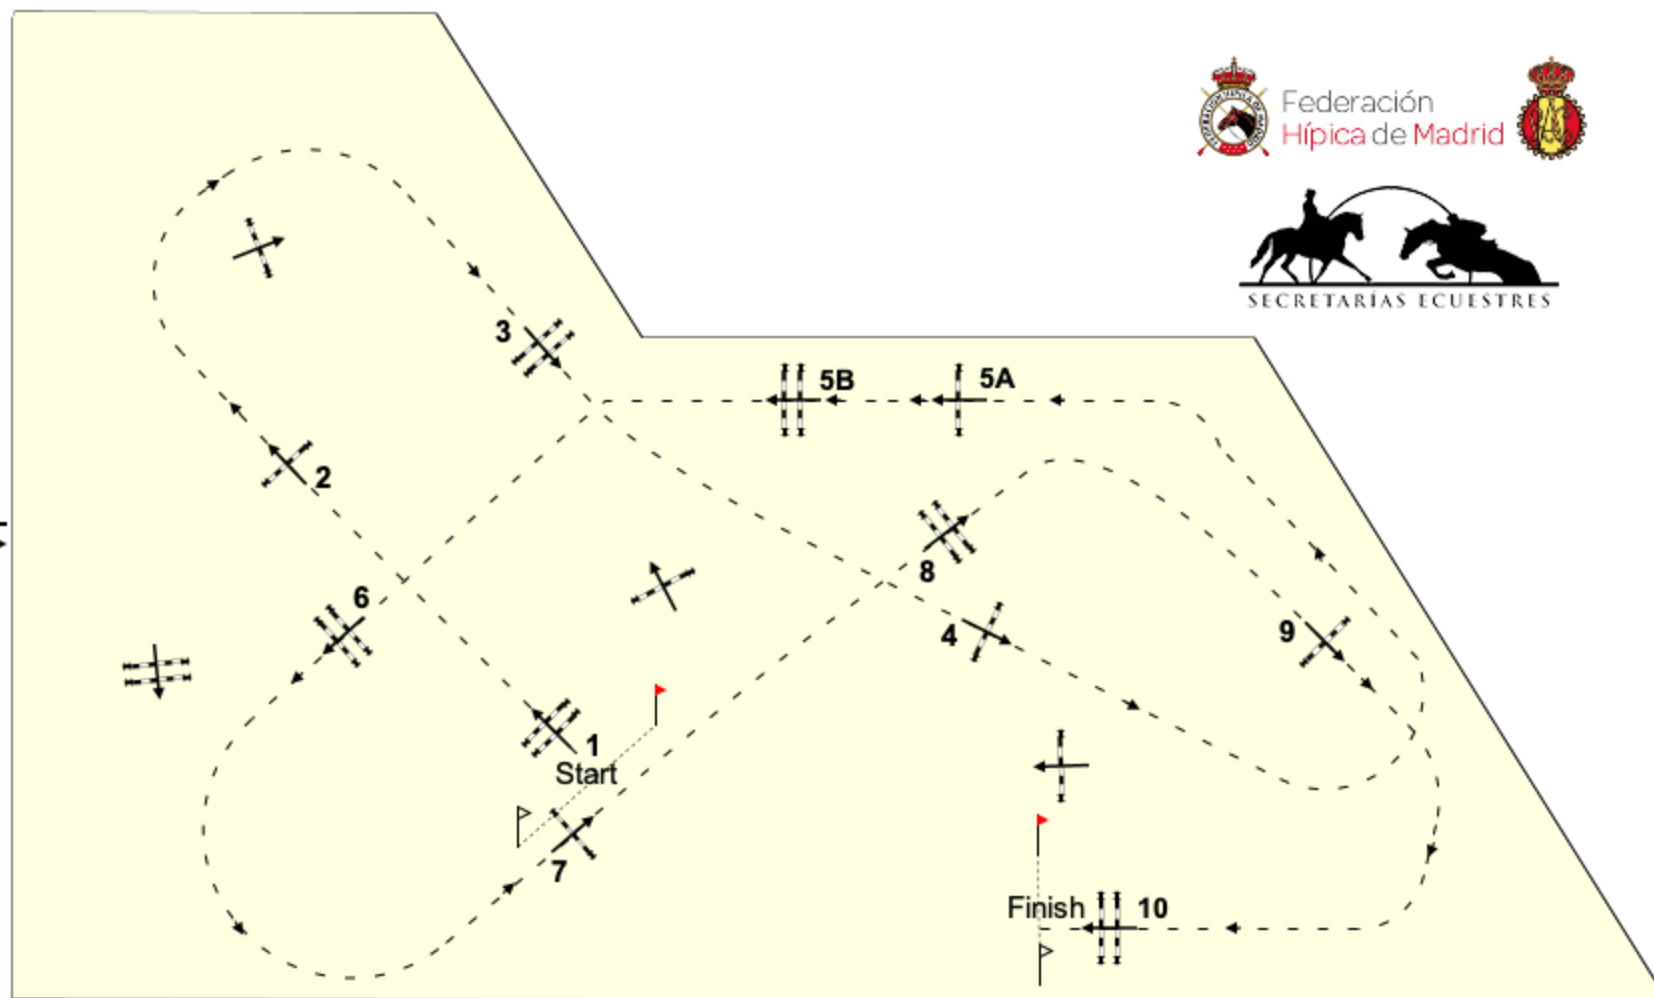 Federación
Hípica de Madrid
SECRETARÍAS ECUESTRES
3
5B
5A
2
8
6
4
9
1
Start
7
Finish
10